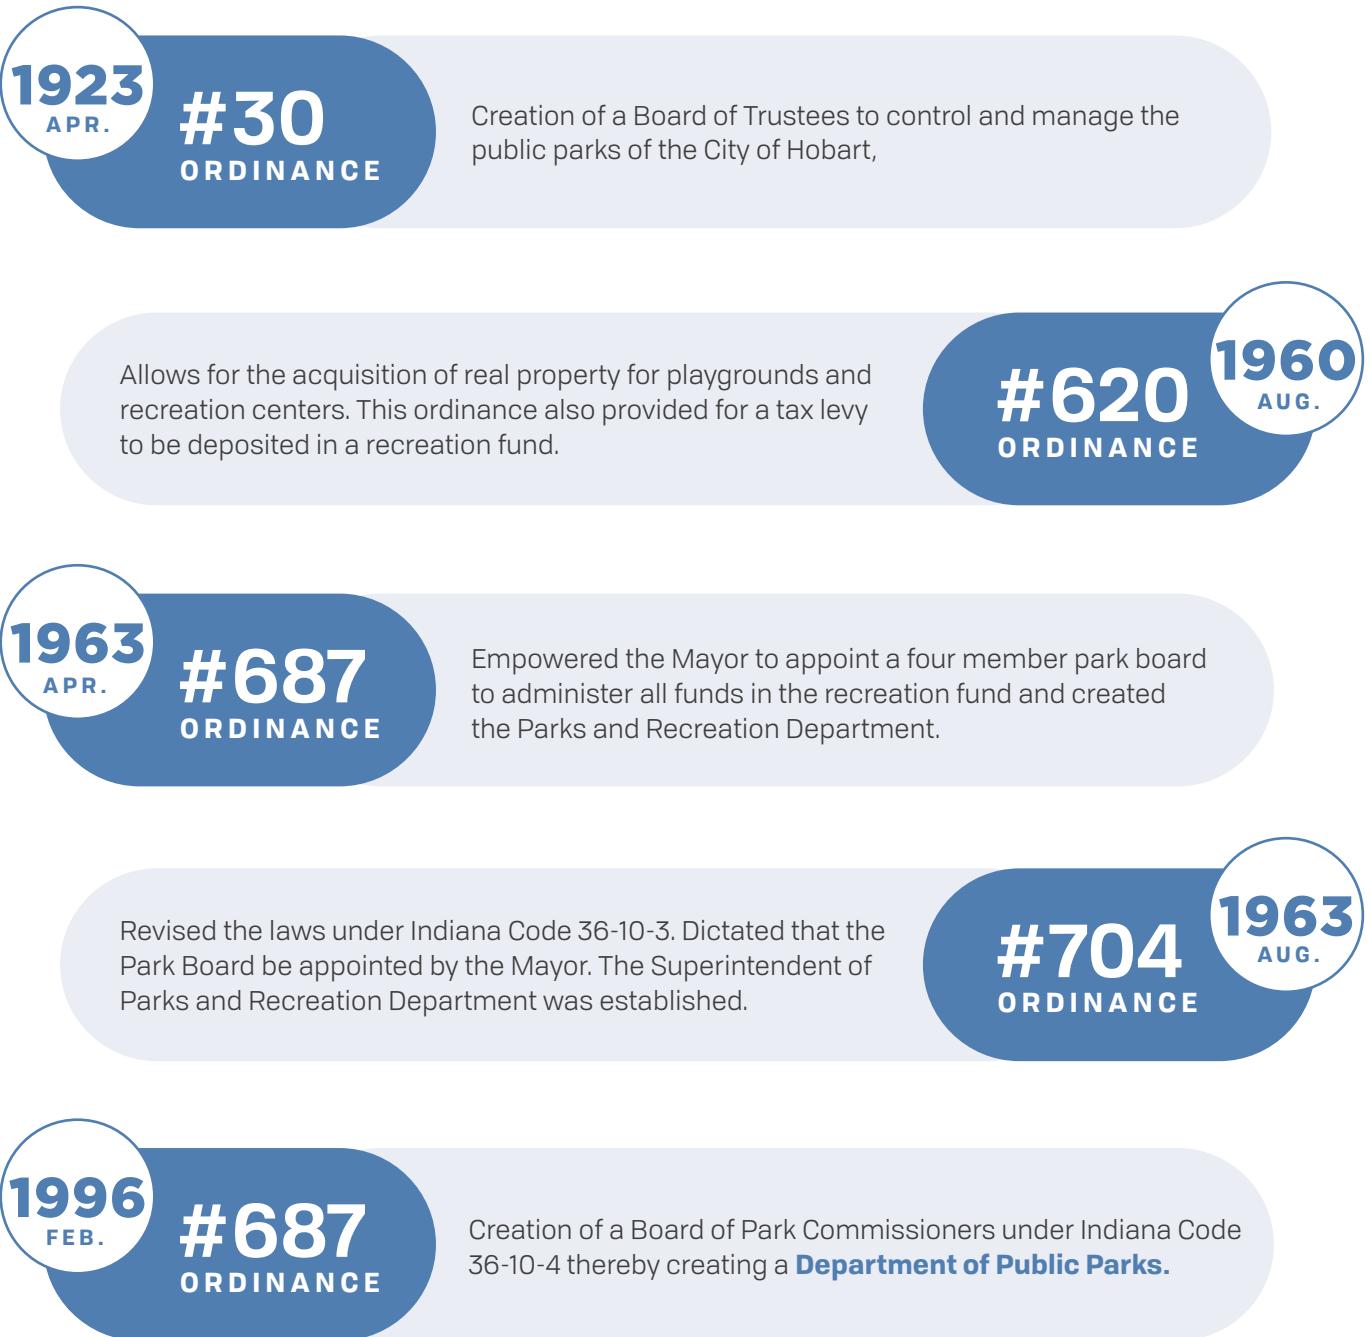 1923
APR.
#30
ORDINANCE
Creation of a Board of Trustees to control and manage the
public parks of the City of Hobart,
Allows for the acquisition of real property for playgrounds and
recreation centers. This ordinance also provided for a tax levy
to be deposited in a recreation fund.
#620
ORDINANCE
1960
AUG.
1963
APR.
#687
ORDINANCE
Empowered the Mayor to appoint a four member park board
to administer all funds in the recreation fund and created
the Parks and Recreation Department.
Revised the laws under Indiana Code 36-10-3. Dictated that the
Park Board be appointed by the Mayor. The Superintendent of
Parks and Recreation Department was established.
#704
ORDINANCE
1963
AUG.
1996
FEB.
#687
ORDINANCE
Creation of a Board of Park Commissioners under Indiana Code
36-10-4 thereby creating a Department of Public Parks.